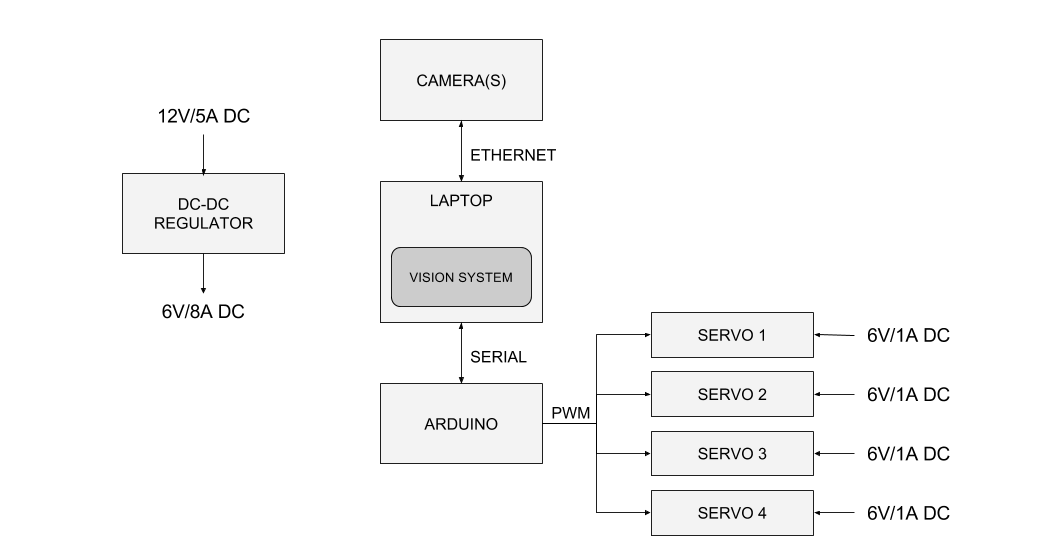 CAMERA(S)
12V/5A DC
ETHERNET
DC-DC
REGULATOR
LAPTOP
VISION SYSTEM
6V/8A DC
SERIAL
ARDUINO
PWM
SERVO 1
6V/1A DC
SERVO 2
6V/1A DC
SERVO 3
6V/1A DC
SERVO 4
6V/1A DC